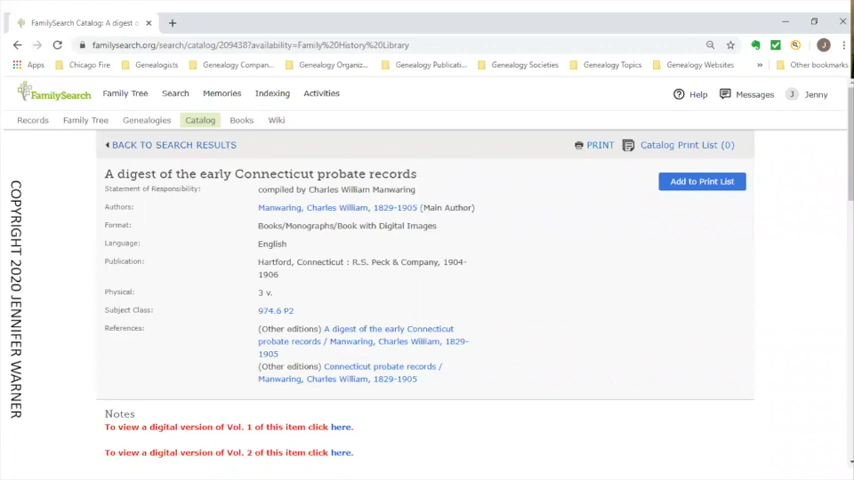 FamilySearch Catalog: A digest o
familysearch.org/search/catalog/209438?availability=Family%20History%20Library
J
Apps Chicago Fire Genealogists Genealogy Compan... Genealogy Organiz... Genealogy Publicati... Genealogy Societies Genealogy Topics Genealogy Websites » Other bookmarks
FamilySearch Family Tree Search Memories Indexing Activities Help Messages J Jenny
Records Family Tree Genealogies Catalog Books Wiki
BACK TO SEARCH RESULTS PRINT Catalog Print List (0)
A digest of the early Connecticut probate records
Add to Print List
Statement of Responsibility: compiled by Charles William Manwaring
Authors: Manwaring, Charles William, 1829-1905 (Main Author)
Format: Books/Monographs/Book with Digital Images
Language: English
Publication: Hartford, Connecticut : R.S. Peck & Company, 1904-
1906
Physical: 3 v.
Subject Class: 974.6 P2
References: (Other editions) A digest of the early Connecticut
probate records / Manwaring, Charles William, 1829-
1905
(Other editions) Connecticut probate records /
Manwaring, Charles William, 1829-1905
Notes
To view a digital version of Vol. 1 of this item click here.
To view a digital version of Vol. 2 of this item click here.
COPYRIGHT 2020 JENNIFER WARNER